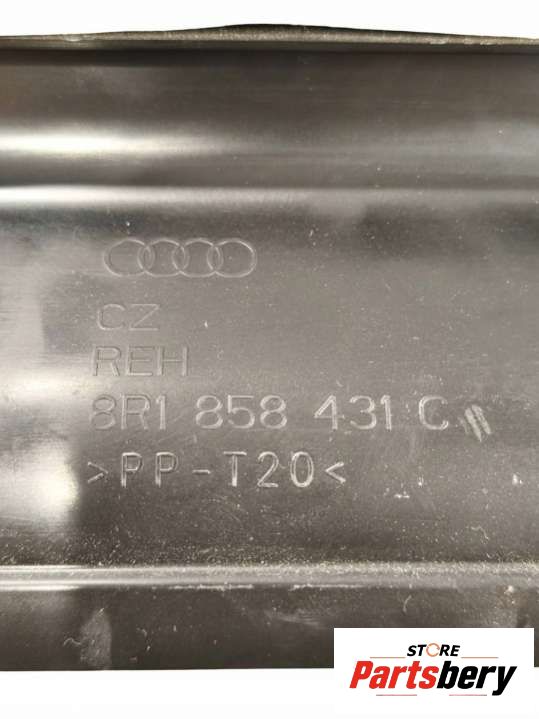 CZ
REH
8R1 858 431 C
>PP-T20<
STORE
Partsbery